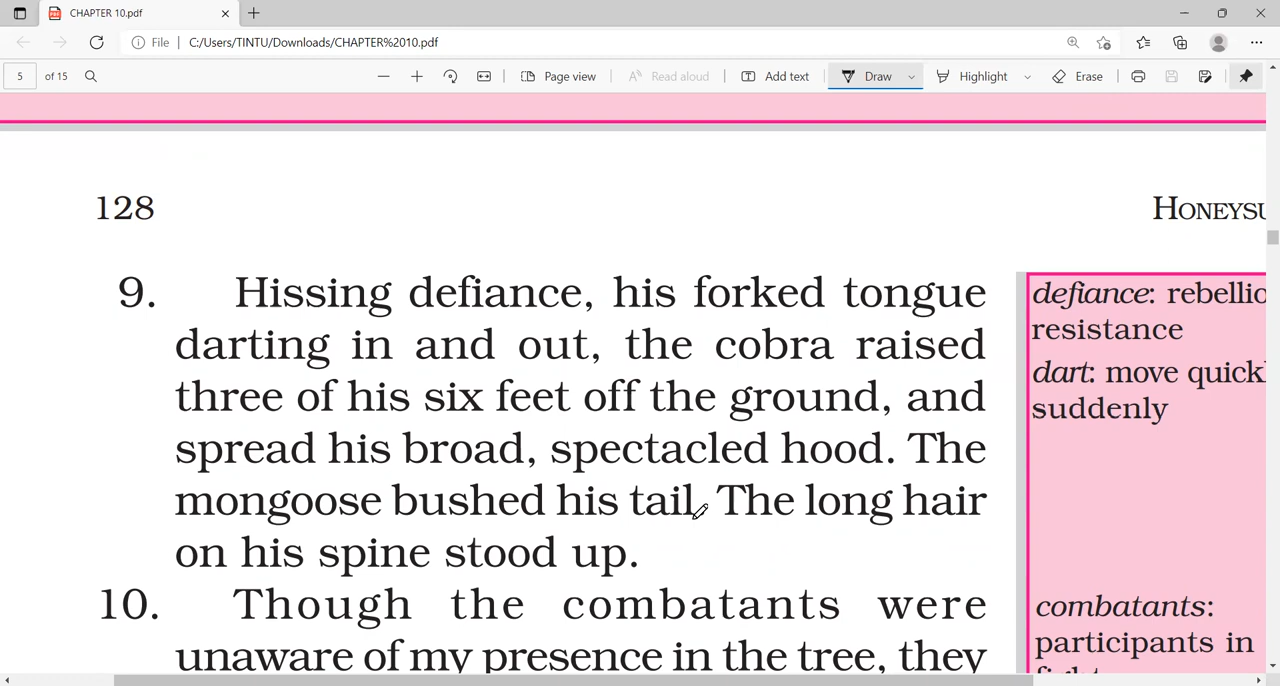 CHAPTER 10.pdf
File C:/Users/TINTU/Downloads/CHAPTER%2010.pdf
5 of 15 Page view Read aloud Add text Draw Highlight Erase
128
HONEYSU
9. Hissing defiance, his forked tongue
darting in and out, the cobra raised
three of his six feet off the ground, and
spread his broad, spectacled hood. The
mongoose bushed his tail. The long hair
on his spine stood up.
10. Though the combatants were
unaware of my presence in the tree, they
defiance: rebellio
resistance
dart: move quickl
suddenly
combatants:
participants in